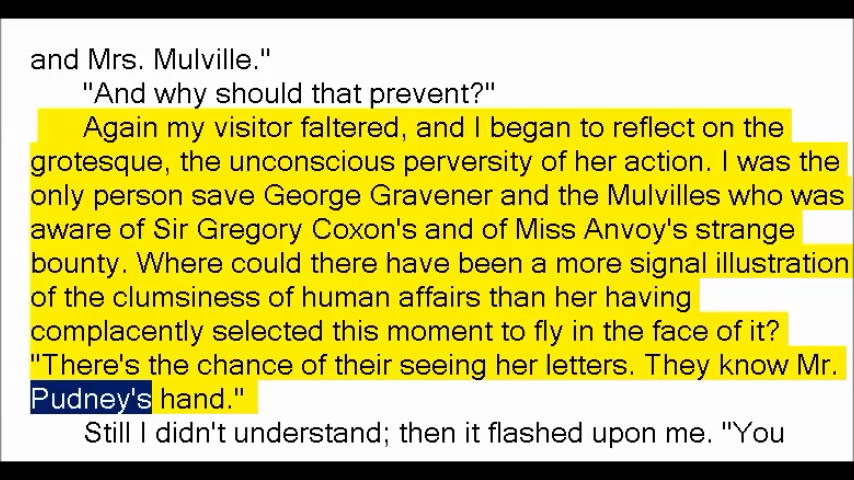 and Mrs. Mulville."
"And why should that prevent?"
Again my visitor faltered, and I began to reflect on the
grotesque, the unconscious perversity of her action. I was the
only person save George Gravener and the Mulvilles who was
aware of Sir Gregory Coxon's and of Miss Anvoy's strange
bounty. Where could there have been a more signal illustration
of the clumsiness of human affairs than her having
complacently selected this moment to fly in the face of it?
"There's the chance of their seeing her letters. They know Mr.
Pudney's hand."
Still I didn't understand; then it flashed upon me. "You